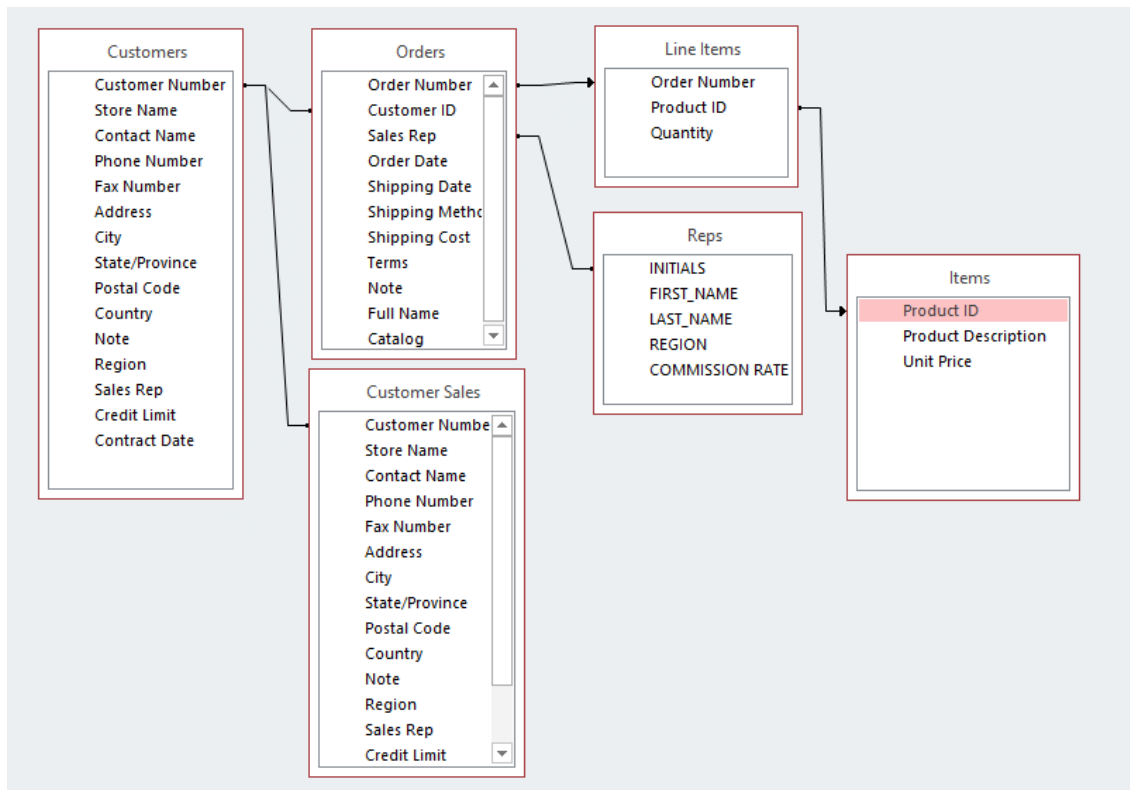 Customers
Customer Number
Store Name
Contact Name
Phone Number
Fax Number
Address
City
State/Province
Postal Code
Country
Note
Region
Sales Rep
Credit Limit
Contract Date
Orders
Order Number
Customer ID
Sales Rep
Order Date
Shipping Date
Shipping Methc
Shipping Cost
Terms
Note
Full Name
Catalog
Customer Sales
Customer Numbe
Store Name
Contact Name
Phone Number
Fax Number
Address
City
State/Province
Postal Code
Country
Note
Region
Sales Rep
Credit Limit
Line Items
Order Number
Product ID
Quantity
Reps
INITIALS
FIRST_NAME
LAST_NAME
REGION
COMMISSION RATE
Items
Product ID
Product Description
Unit Price